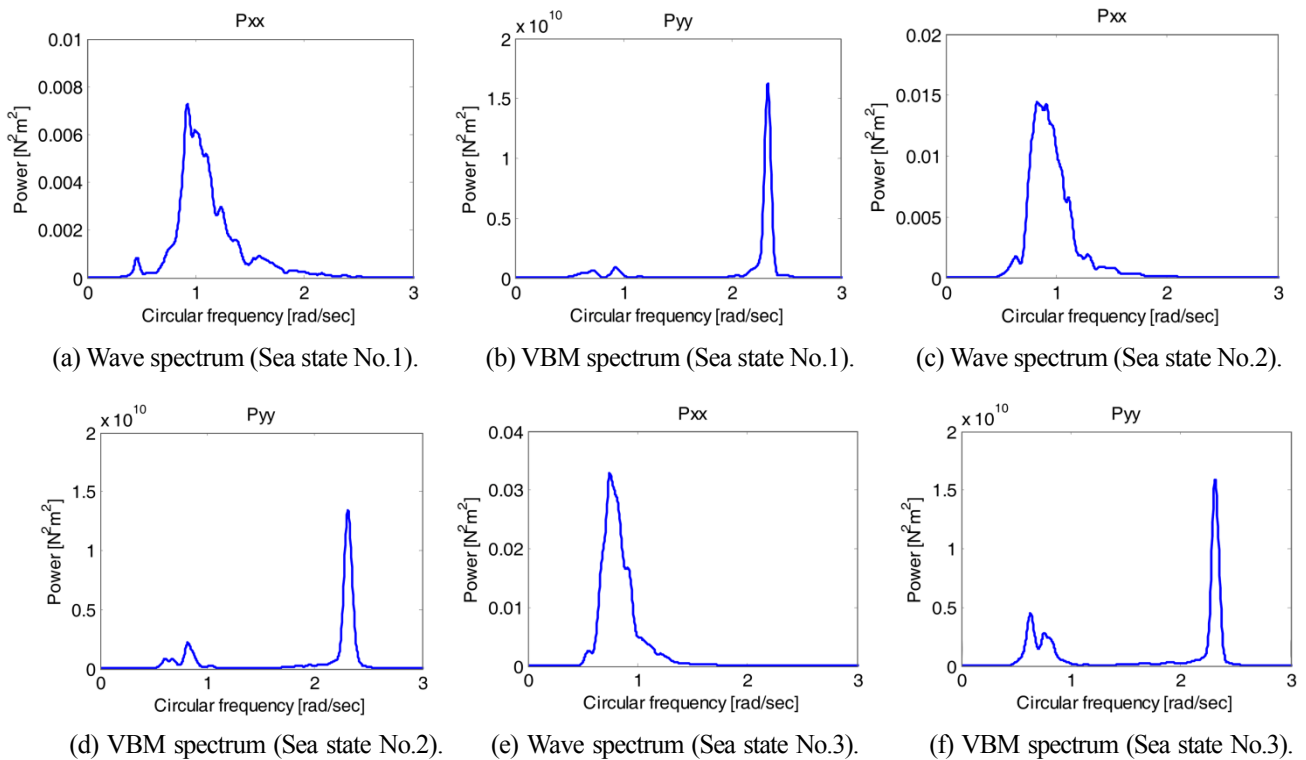 Pxx
0.01
0.008
0.006
0.004
0.002
0
0 1 2 3
Power [N²m²]
Circular frequency [rad/sec]
(a) Wave spectrum (Sea state No.1).
x 10¹⁰
Pyy
2
1.5
1
0.5
0
0 1 2 3
Power [N²m²]
Circular frequency [rad/sec]
(b) VBM spectrum (Sea state No.1).
Pxx
0.02
0.015
0.01
0.005
0
0 1 2 3
Power [N²m²]
Circular frequency [rad/sec]
(c) Wave spectrum (Sea state No.2).
x 10¹⁰
Pyy
2
1.5
1
0.5
0
0 1 2 3
Power [N²m²]
Circular frequency [rad/sec]
(d) VBM spectrum (Sea state No.2).
Pxx
0.04
0.03
0.02
0.01
0
0 1 2 3
Power [N²m²]
Circular frequency [rad/sec]
(e) Wave spectrum (Sea state No.3).
x 10¹⁰
Pyy
2
1.5
1
0.5
0
0 1 2 3
Power [N²m²]
Circular frequency [rad/sec]
(f) VBM spectrum (Sea state No.3).